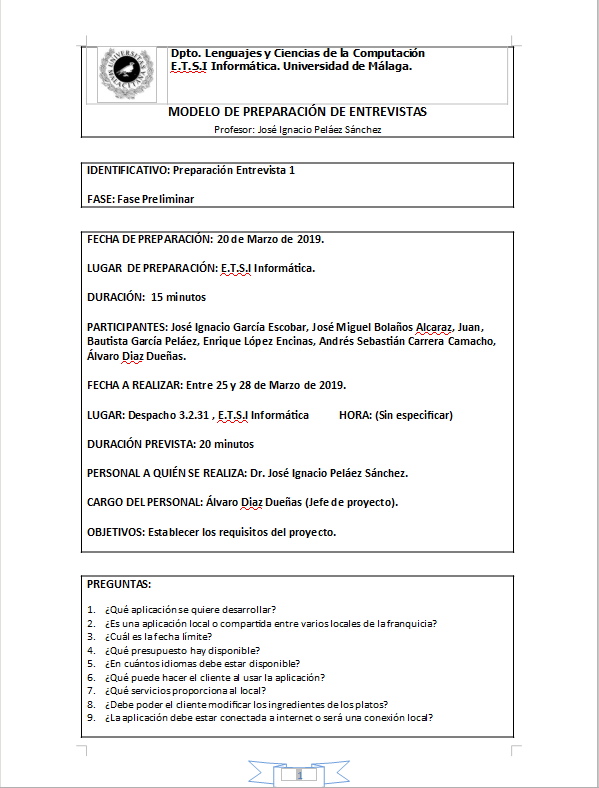 Dpto. Lenguajes y Ciencias de la Computación
E.T.S.I Informática. Universidad de Málaga.
MODELO DE PREPARACIÓN DE ENTREVISTAS
Profesor: José Ignacio Peláez Sánchez
IDENTIFICATIVO: Preparación Entrevista 1
FASE: Fase Preliminar
FECHA DE PREPARACIÓN: 20 de Marzo de 2019.
LUGAR DE PREPARACIÓN: E.T.S.I Informática.
DURACIÓN: 15 minutos
PARTICIPANTES: José Ignacio García Escobar, José Miguel Bolaños Alcaraz, Juan,
Bautista García Peláez, Enrique López Encinas, Andrés Sebastián Carrera Camacho,
Álvaro Diaz Dueñas.
FECHA A REALIZAR: Entre 25 y 28 de Marzo de 2019.
LUGAR: Despacho 3.2.31 , E.T.S.I Informática HORA: (Sin especificar)
DURACIÓN PREVISTA: 20 minutos
PERSONAL A QUIÉN SE REALIZA: Dr. José Ignacio Peláez Sánchez.
CARGO DEL PERSONAL: Álvaro Diaz Dueñas (Jefe de proyecto).
OBJETIVOS: Establecer los requisitos del proyecto.
PREGUNTAS:
1. ¿Qué aplicación se quiere desarrollar?
2. ¿Es una aplicación local o compartida entre varios locales de la franquicia?
3. ¿Cuál es la fecha límite?
4. ¿Qué presupuesto hay disponible?
5. ¿En cuántos idiomas debe estar disponible?
6. ¿Qué puede hacer el cliente al usar la aplicación?
7. ¿Qué servicios proporciona al local?
8. ¿Debe poder el cliente modificar los ingredientes de los platos?
9. ¿La aplicación debe estar conectada a internet o será una conexión local?
1